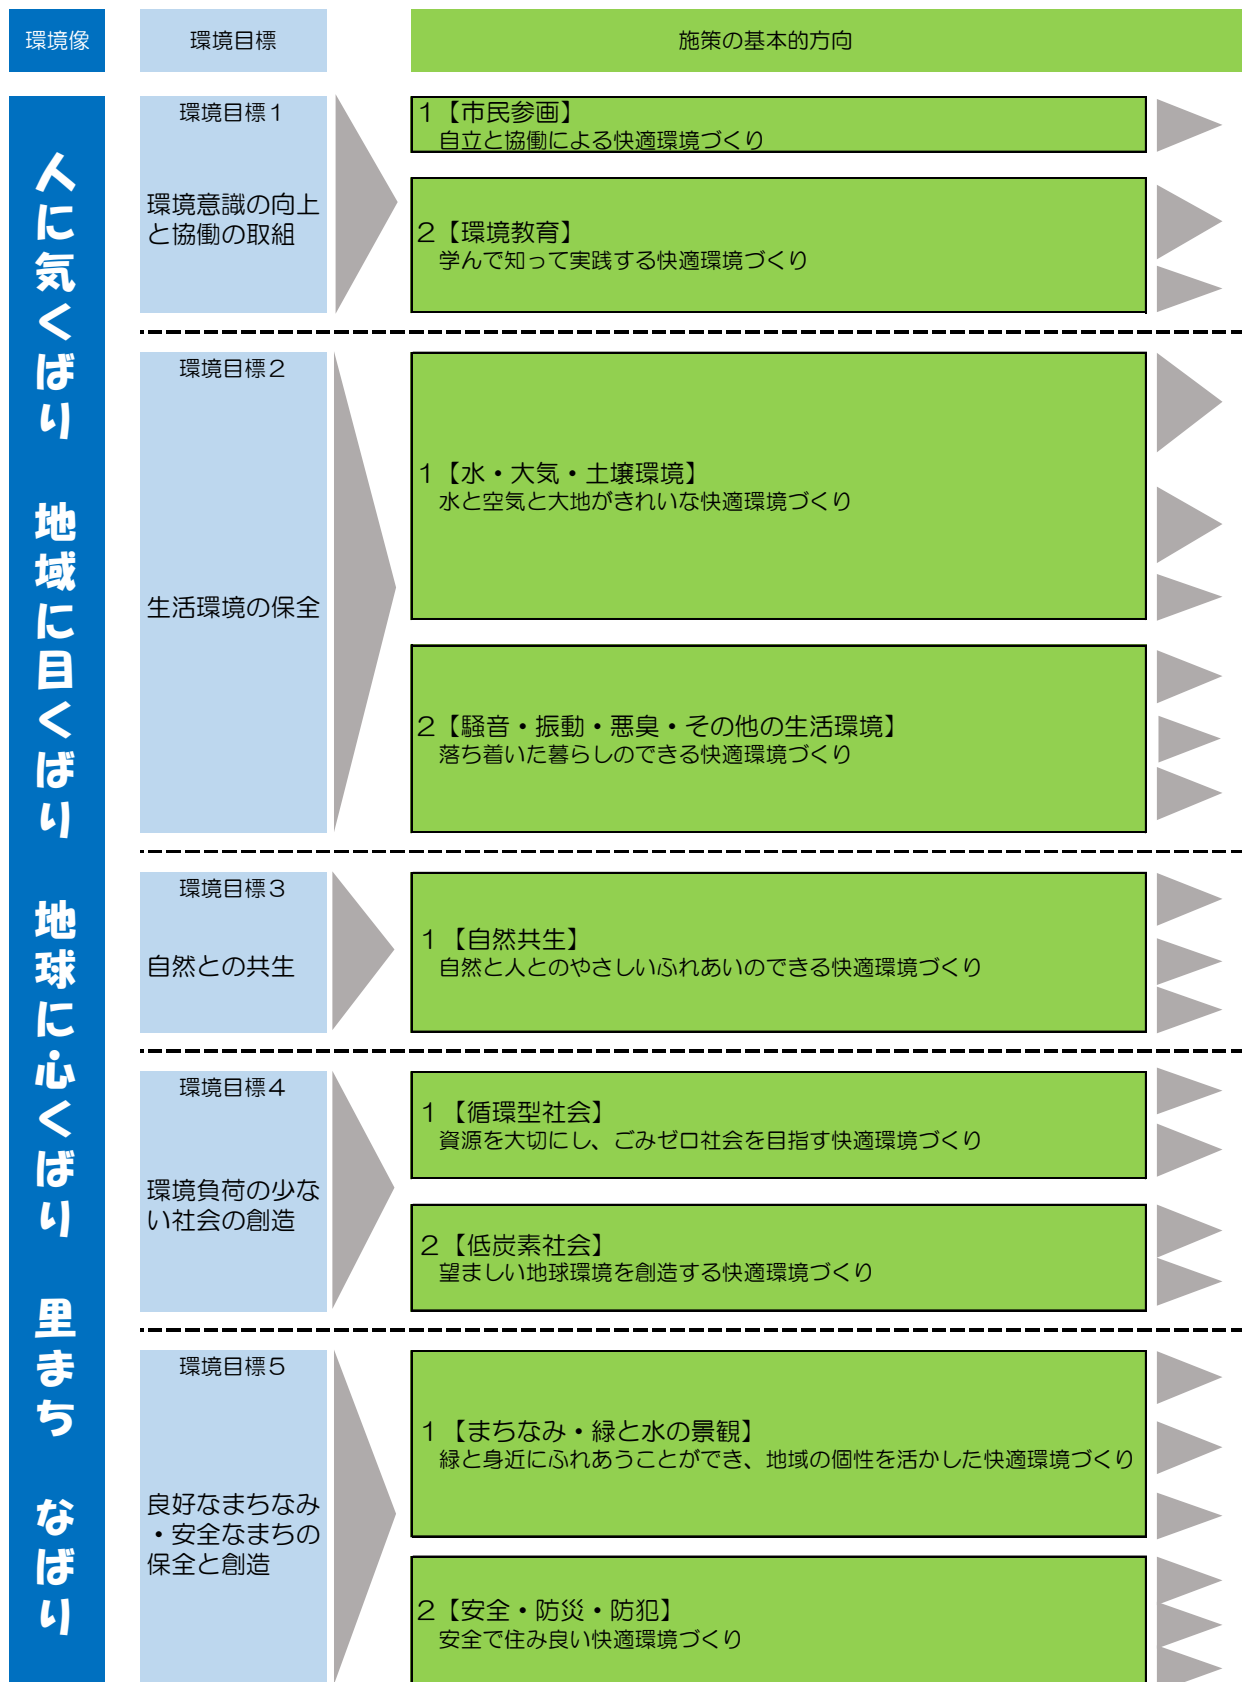 環境像
環境目標
施策の基本的方向
人に気くばり 地域に目くばり 地球に心くばり 里まち なばり
環境目標１
環境意識の向上
と協働の取組
１【市民参画】
自立と協働による快適環境づくり
２【環境教育】
学んで知って実践する快適環境づくり
環境目標２
生活環境の保全
１【水・大気・土壌環境】
水と空気と大地がきれいな快適環境づくり
２【騒音・振動・悪臭・その他の生活環境】
落ち着いた暮らしのできる快適環境づくり
環境目標３
自然との共生
１【自然共生】
自然と人とのやさしいふれあいのできる快適環境づくり
環境目標４
環境負荷の少な
い社会の創造
１【循環型社会】
資源を大切にし、ごみゼロ社会を目指す快適環境づくり
２【低炭素社会】
望ましい地球環境を創造する快適環境づくり
環境目標５
良好なまちなみ
・安全なまちの
保全と創造
１【まちなみ・緑と水の景観】
緑と身近にふれあうことができ、地域の個性を活かした快適環境づくり
２【安全・防災・防犯】
安全で住み良い快適環境づくり